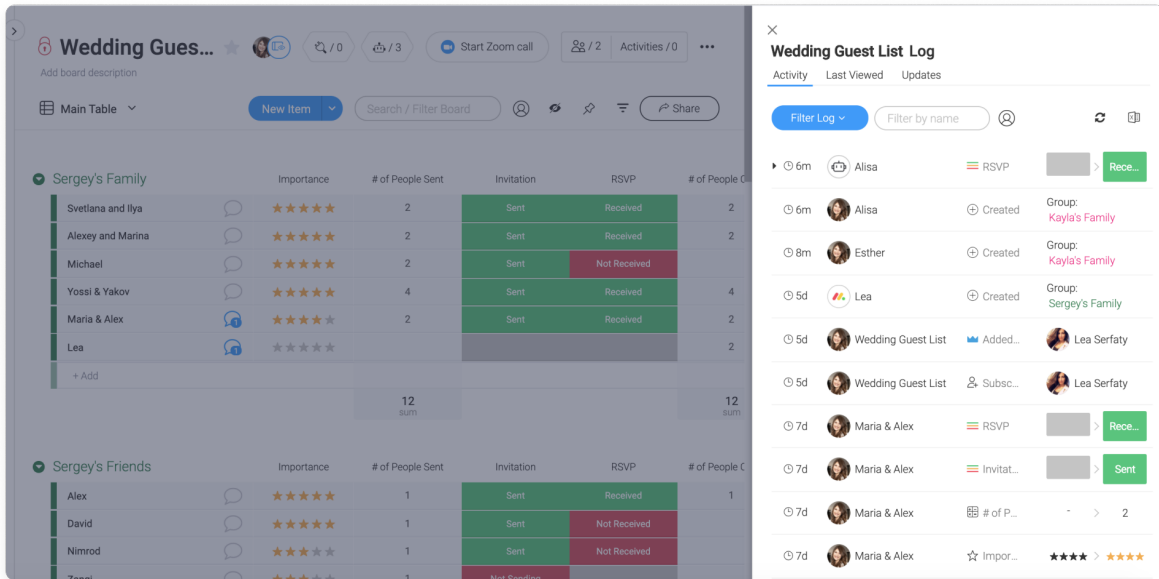 Wedding Gues...
/ 0
/ 3
Start Zoom call
/ 2
Activities / 0
Add board description
Main Table
New Item
Search / Filter Board
Share
Sergey's Family
Importance
# of People Sent
Invitation
RSVP
# of People C
Svetlana and Ilya
2
Sent
Received
2
Alexey and Marina
2
Sent
Received
2
Michael
2
Sent
Not Received
Yossi & Yakov
4
Sent
Received
4
Maria & Alex
1
2
Sent
Received
2
Lea
1
2
+ Add
12
sum
12
sum
Sergey's Friends
Importance
# of People Sent
Invitation
RSVP
# of People C
Alex
1
Sent
Received
1
David
1
Sent
Not Received
Nimrod
1
Sent
Not Received
1
Not Sending
Wedding Guest List Log
Activity
Last Viewed
Updates
Filter Log
Filter by name
6m
Alisa
RSVP
Rece...
6m
Alisa
Created
Group:
Kayla's Family
8m
Esther
Created
Group:
Kayla's Family
5d
Lea
Created
Group:
Sergey's Family
5d
Wedding Guest List
Added...
Lea Serfaty
5d
Wedding Guest List
Subsc...
Lea Serfaty
7d
Maria & Alex
RSVP
Rece...
7d
Maria & Alex
Invitat...
Sent
7d
Maria & Alex
# of P...
-
2
7d
Maria & Alex
Impor...